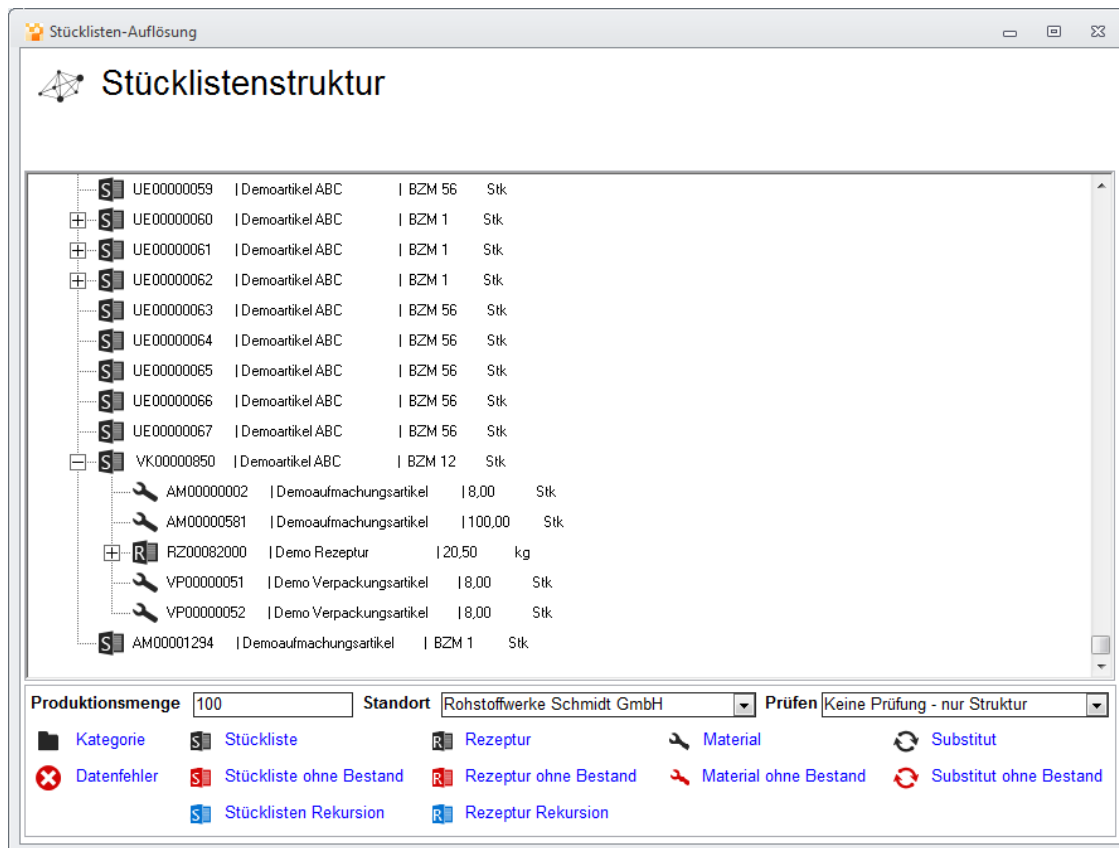 Stücklisten-Auflösung
Stücklistenstruktur
UE00000059 | Demoartikel ABC | BZM 56 Stk
UE00000060 | Demoartikel ABC | BZM 1 Stk
UE00000061 | Demoartikel ABC | BZM 1 Stk
UE00000062 | Demoartikel ABC | BZM 1 Stk
UE00000063 | Demoartikel ABC | BZM 56 Stk
UE00000064 | Demoartikel ABC | BZM 56 Stk
UE00000065 | Demoartikel ABC | BZM 56 Stk
UE00000066 | Demoartikel ABC | BZM 56 Stk
UE00000067 | Demoartikel ABC | BZM 56 Stk
VK00000850 | Demoartikel ABC | BZM 12 Stk
AM00000002 | Demoaufmachungsartikel | 8,00 Stk
AM00000581 | Demoaufmachungsartikel | 100,00 Stk
RZ00082000 | Demo Rezeptur | 20,50 kg
VP00000051 | Demo Verpackungsartikel | 8,00 Stk
VP00000052 | Demo Verpackungsartikel | 8,00 Stk
AM00001294 | Demoaufmachungsartikel | BZM 1 Stk
Produktionsmenge 100 Standort Rohstoffwerke Schmidt GmbH Prüfen Keine Prüfung - nur Struktur
Kategorie Stückliste Rezeptur Material Substitut
Datenfehler Stückliste ohne Bestand Rezeptur ohne Bestand Material ohne Bestand Substitut ohne Bestand
Stücklisten Rekursion Rezeptur Rekursion